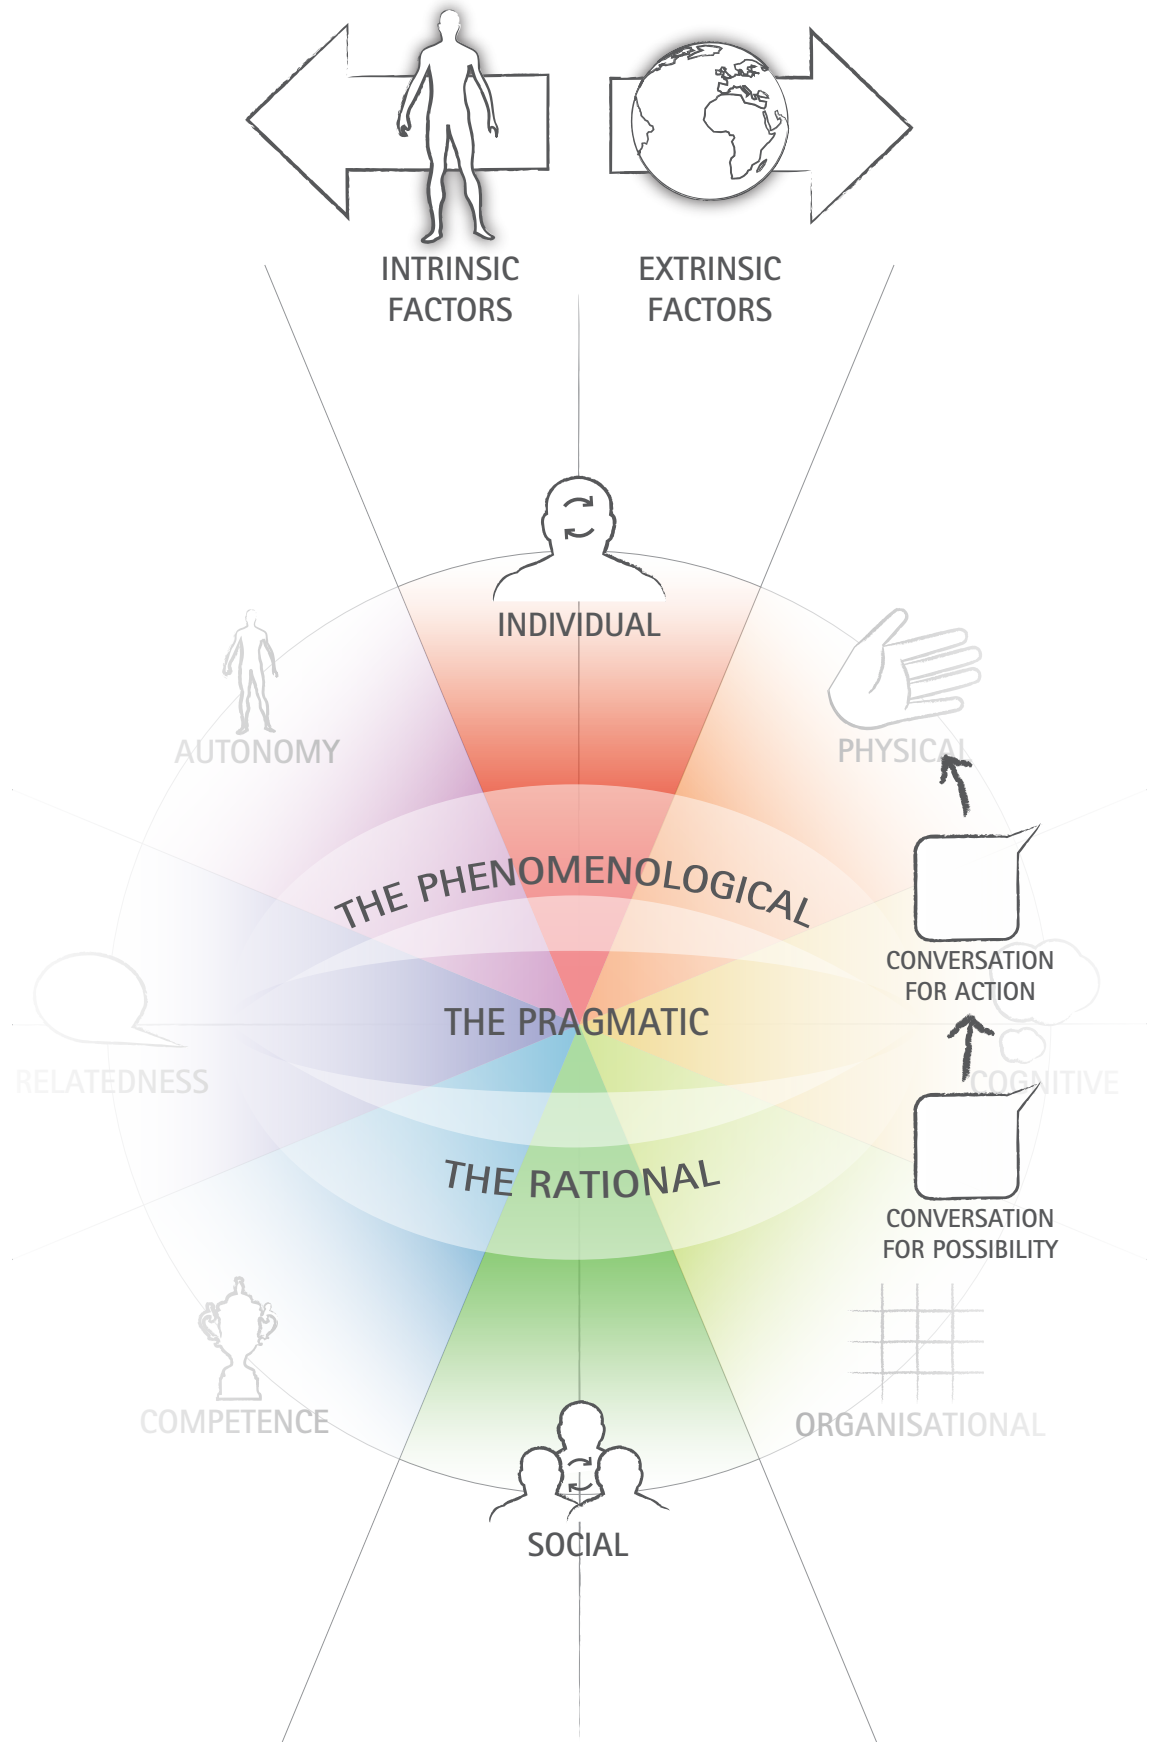 INTRINSIC
FACTORS
EXTRINSIC
FACTORS
INDIVIDUAL
AUTONOMY
PHYSICAL
THE PHENOMENOLOGICAL
CONVERSATION
FOR ACTION
THE PRAGMATIC
RELATEDNESS
COGNITIVE
THE RATIONAL
CONVERSATION
FOR POSSIBILITY
COMPETENCE
ORGANISATIONAL
SOCIAL